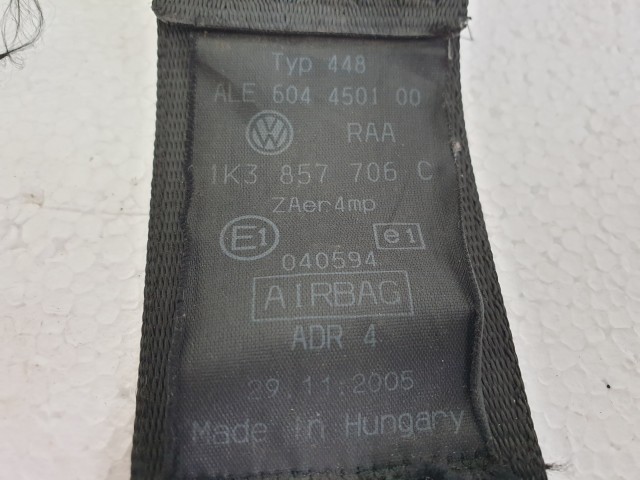 Typ 448
ALE 604 4501 00
RAA
1K3 857 706 C
ZAer4mp
E1 e1
040594
AIRBAG
ADR 4
29.11.2005
Made in Hungary